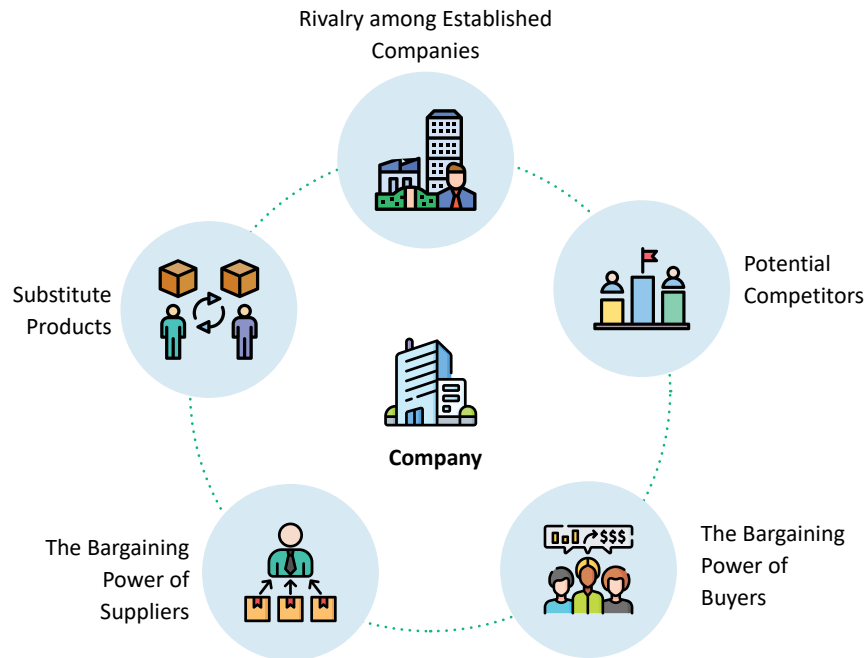 Rivalry among Established
Companies
Substitute
Products
Potential
Competitors
Company
The Bargaining
Power of
Suppliers
$$$
The Bargaining
Power of
Buyers